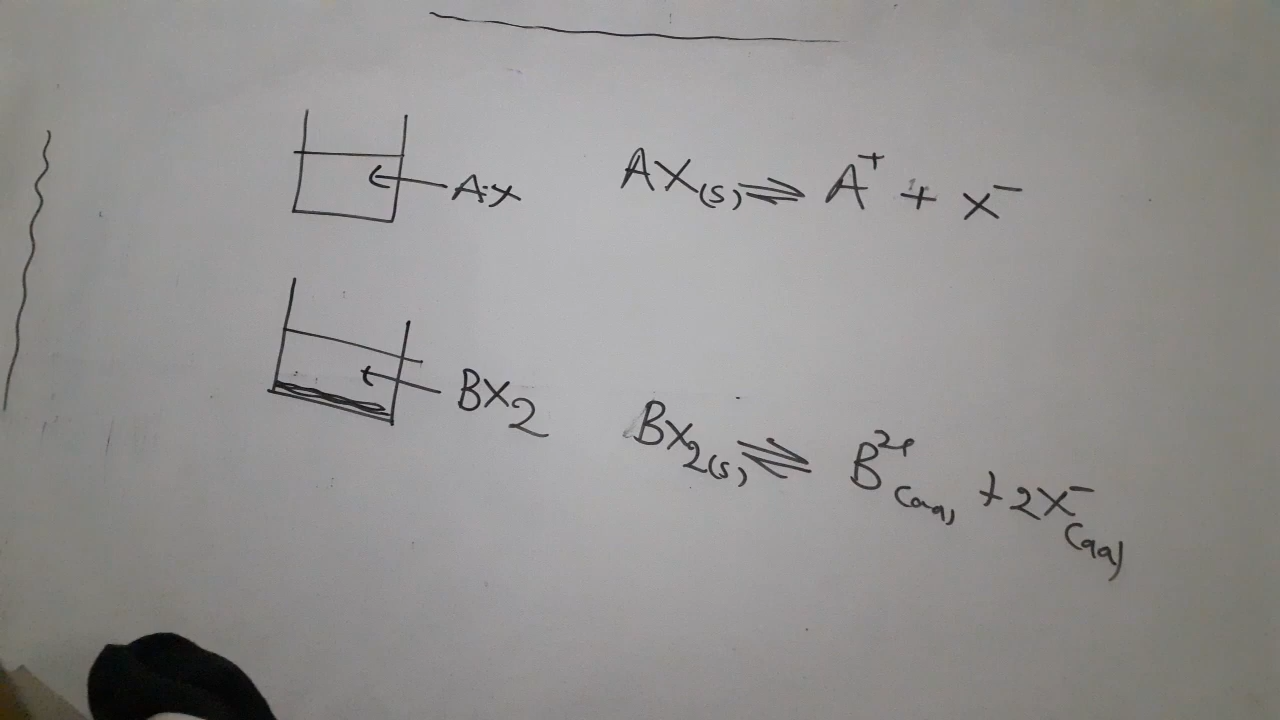 AX
AX(s) ⇌ A⁺ + X⁻
BX₂
BX₂(s) ⇌ B²⁺(aq) + 2X⁻(aq)